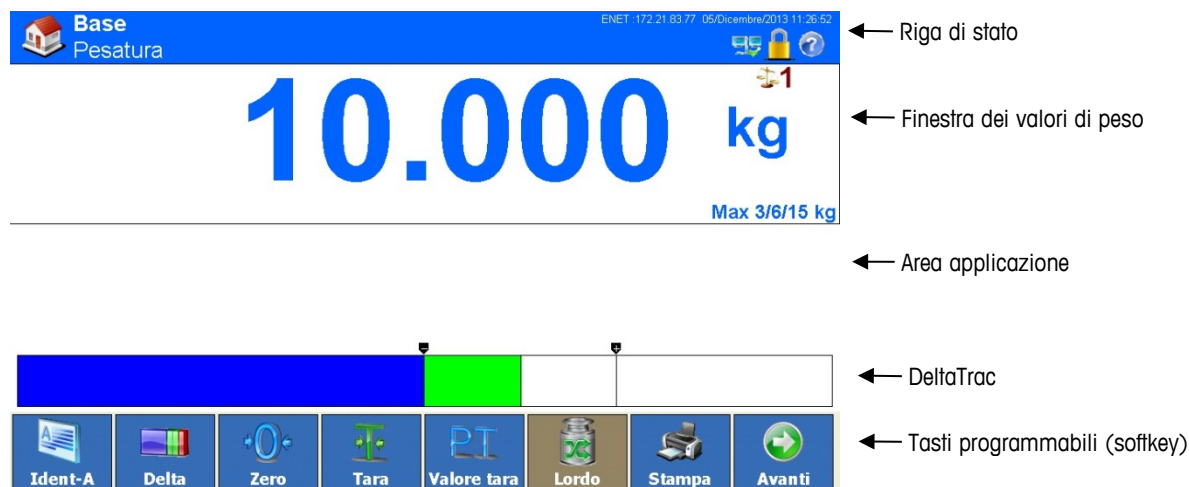 Base
Pesatura
ENET :172.21.83.77 05/Dicembre/2013 11:26:52
Riga di stato
1
10.000 kg
Finestra dei valori di peso
Max 3/6/15 kg
Area applicazione
DeltaTrac
Ident-A
Delta
Zero
Tara
PT
Valore tara
Lordo
Stampa
Avanti
Tasti programmabili (softkey)